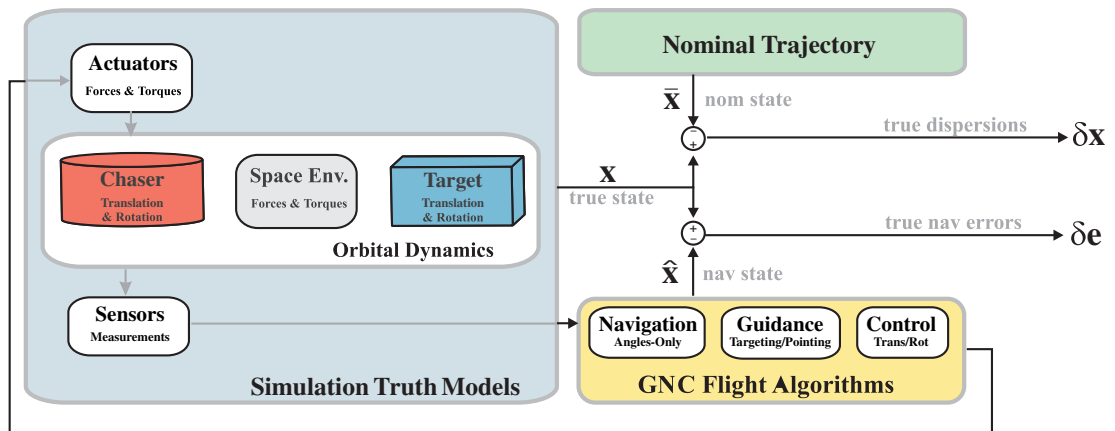 Actuators
Forces & Torques
Chaser
Translation
& Rotation
Space Env.
Forces & Torques
Target
Translation
& Rotation
Orbital Dynamics
Sensors
Measurements
Simulation Truth Models
Nominal Trajectory
x̄
nom state
−
+
true dispersions
δx
x
true state
+
−
true nav errors
δe
x̂
nav state
Navigation
Angles-Only
Guidance
Targeting/Pointing
Control
Trans/Rot
GNC Flight Algorithms